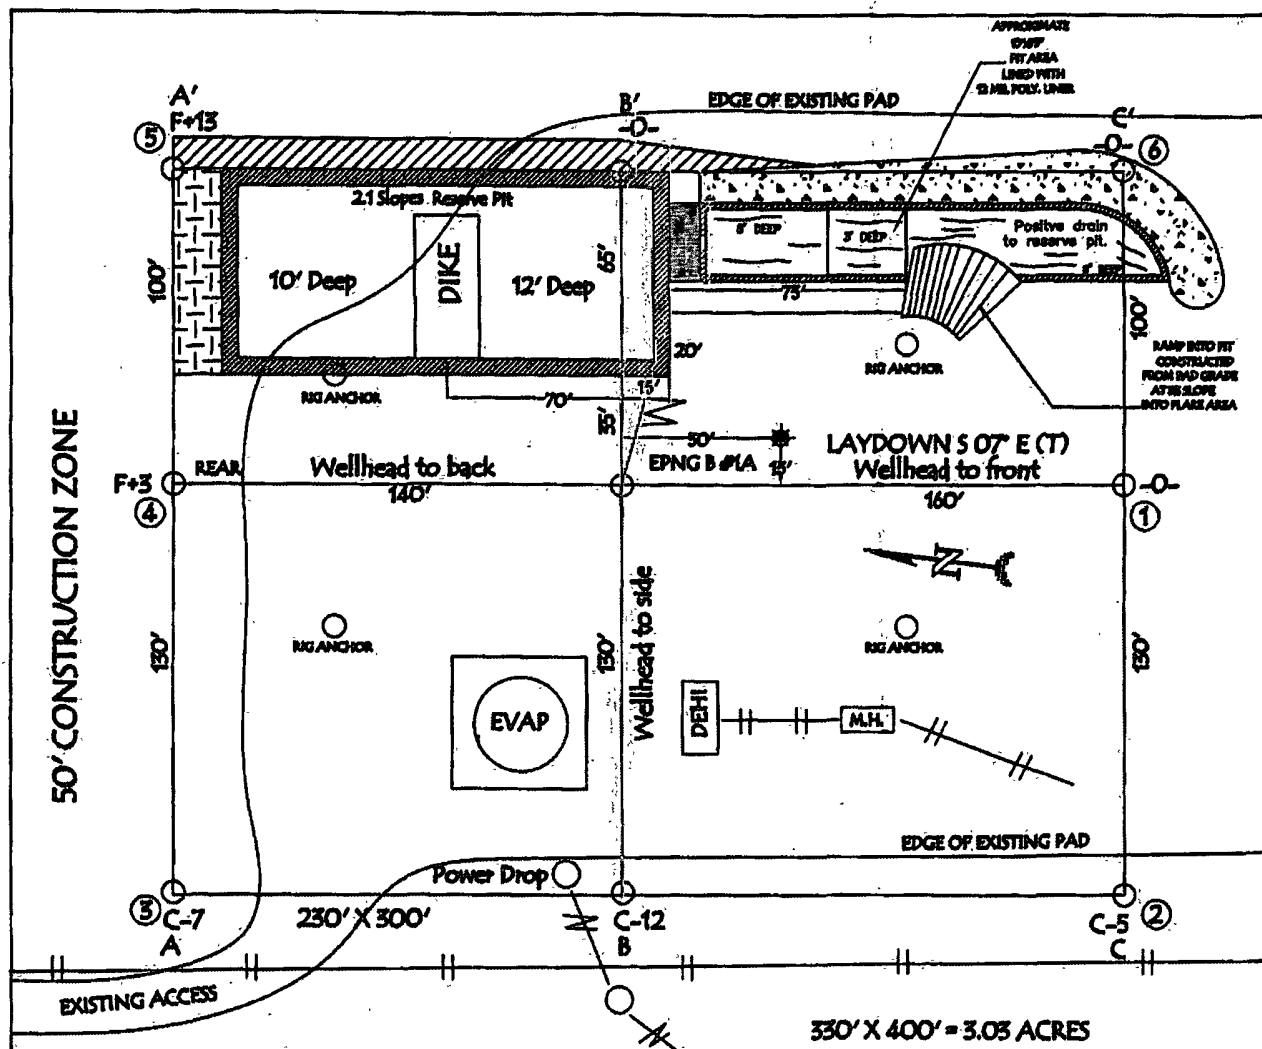 APPROXIMATE
PIT AREA
LINED WITH
12 MIL POLY. LINER
A'
F+13
5
B'
-0-
EDGE OF EXISTING PAD
C'
-0-
6
2.1 Slopes Reserve Pit
10' Deep
DIKE
12' Deep
65'
100'
8' DEEP
3' DEEP
Positive drain
to reserve pit.
75'
100'
20'
RIG ANCHOR
RIG ANCHOR
RAMP INTO PIT
CONSTRUCTED
FROM PAD GRADE
INTO FLARE AREA
15'
70'
35'
50'
EPNG B #1A
15'
LAYDOWN S 07° E (T)
Wellhead to front
160'
REAR
Wellhead to back
140'
F+3
4
-0-
1
50' CONSTRUCTION ZONE
N
RIG ANCHOR
RIG ANCHOR
130'
130'
Wellhead to side
130'
EVAP
DEHI
M.H.
EDGE OF EXISTING PAD
Power Drop
3
C-7
A
230' X 300'
C-12
B
C-5
C
2
EXISTING ACCESS
330' X 400' = 3.03 ACRES